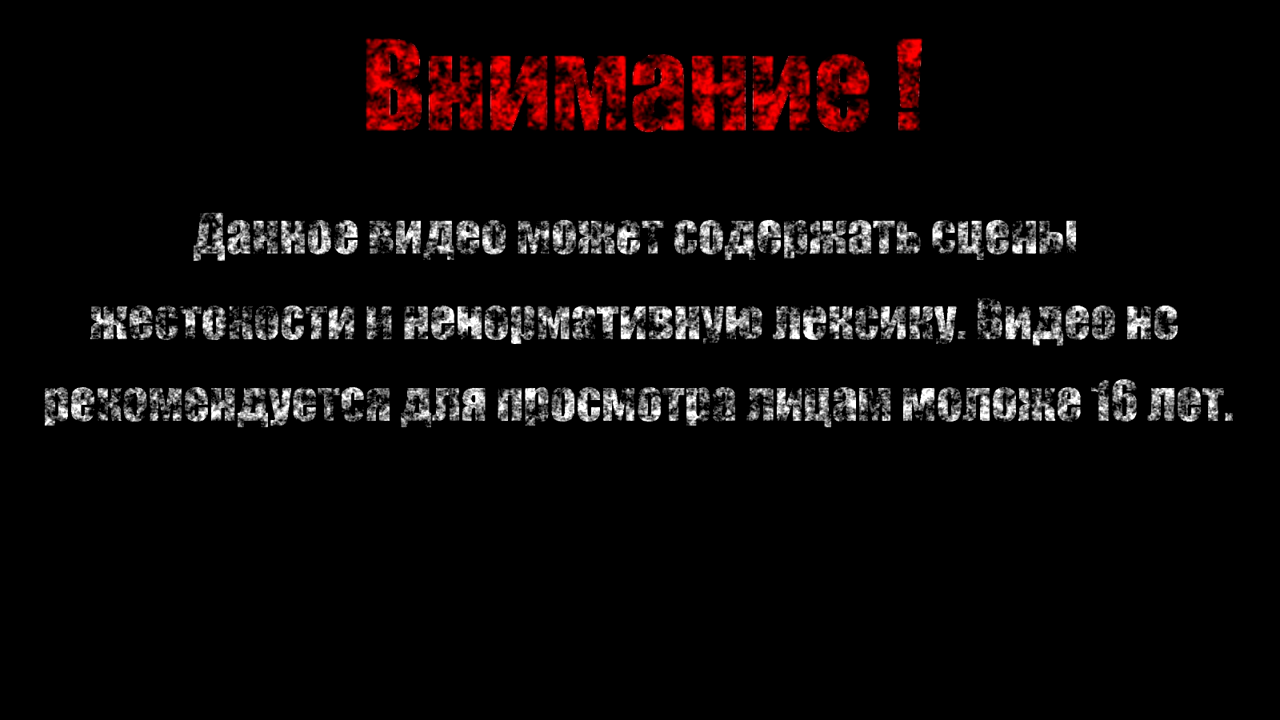 Внимание !
Данное видео может содержать сцены
жестокости и ненормативную лексику. Видео не
рекомендуется для просмотра лицам моложе 16 лет.